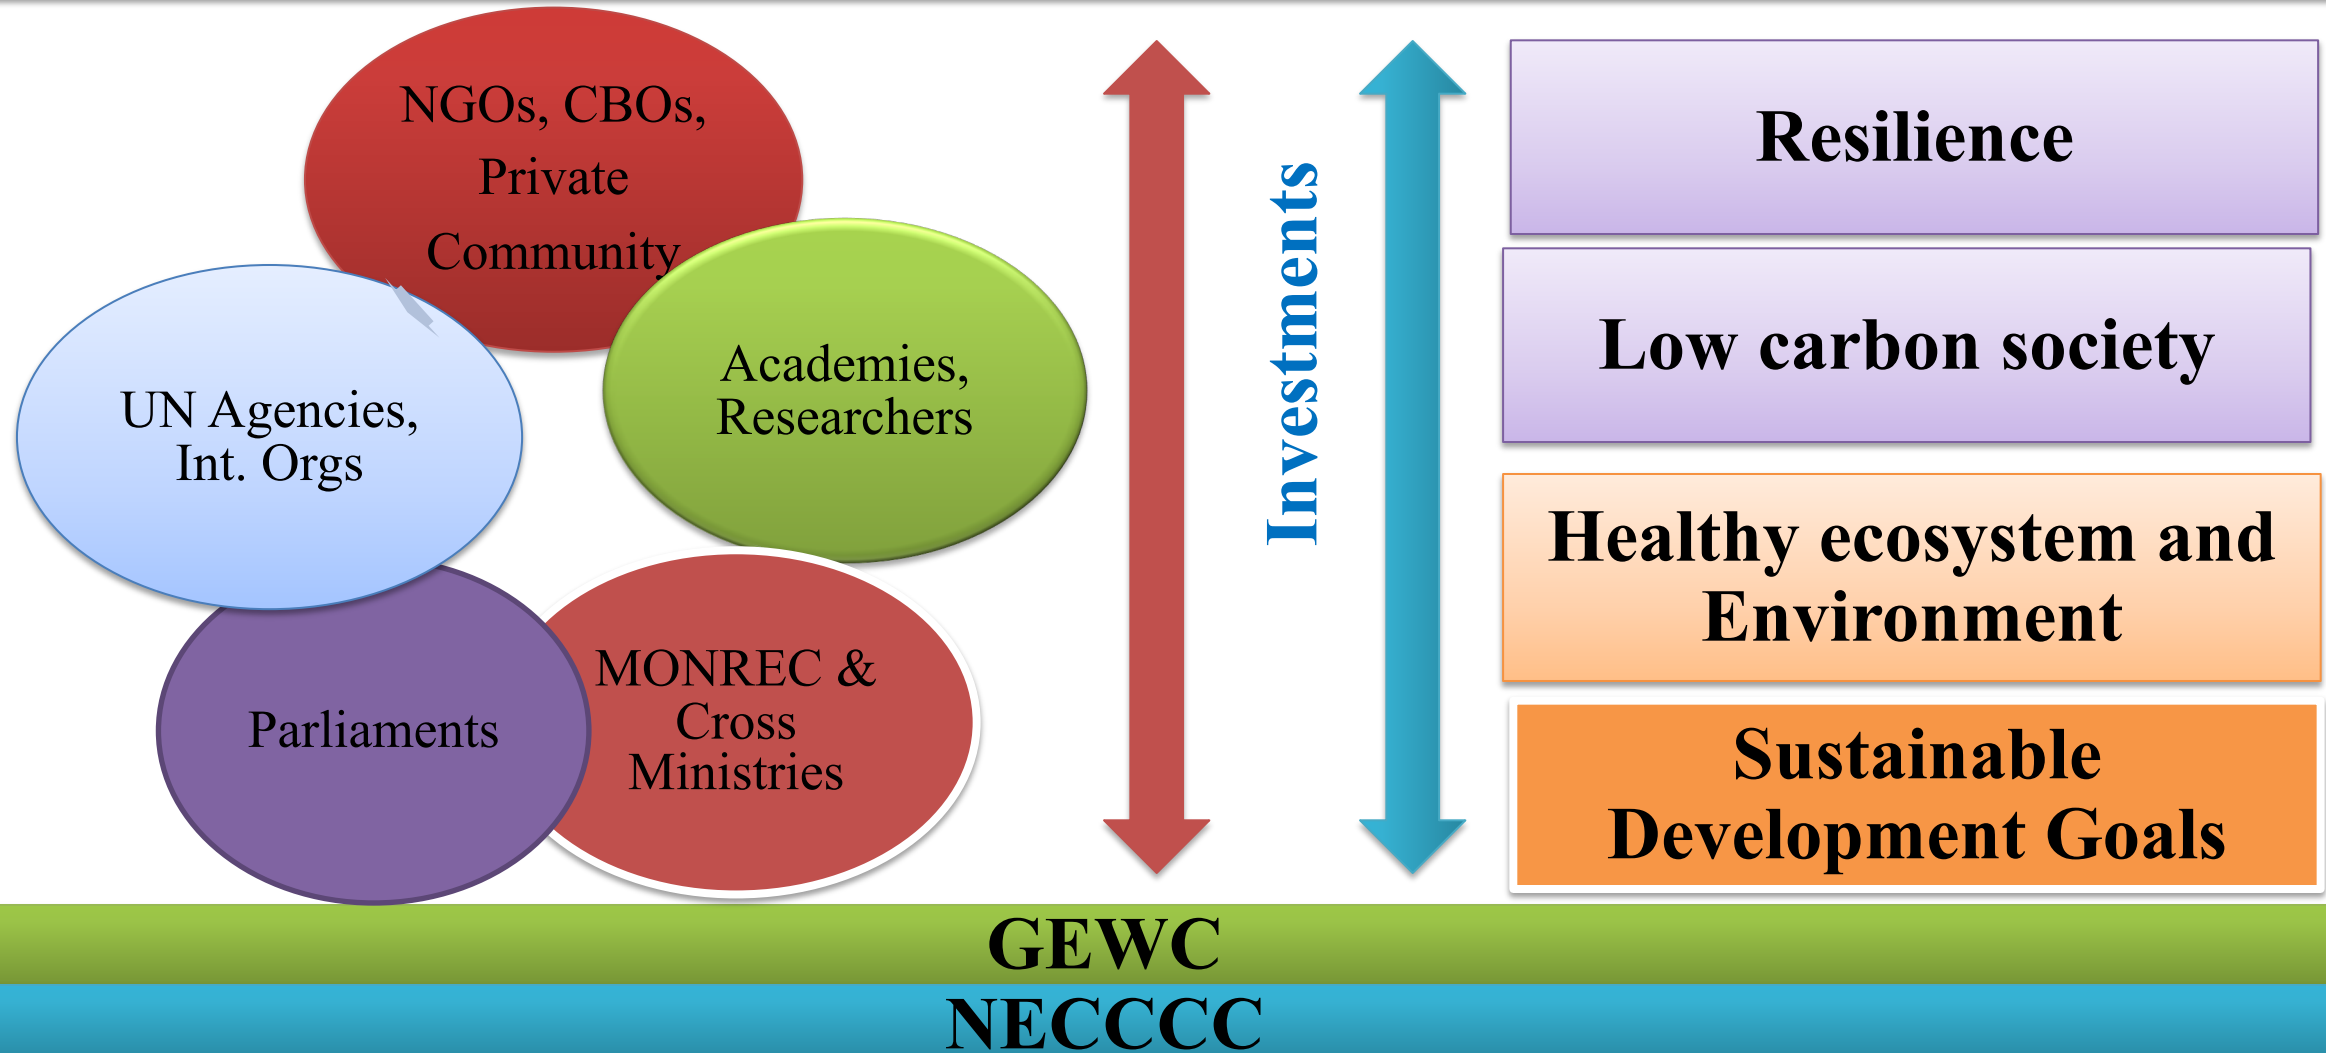 NGOs, CBOs,
Private
Community
Academies,
Researchers
UN Agencies,
Int. Orgs
MONREC &
Cross
Ministries
Parliaments
Investments
Resilience
Low carbon society
Healthy ecosystem and
Environment
Sustainable
Development Goals
GEWC
NECCCC